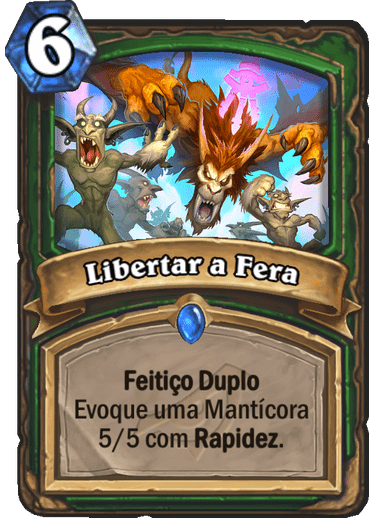 6
Libertar a Fera
Feitiço Duplo
Evoque uma Mantícora
5/5 com Rapidez.